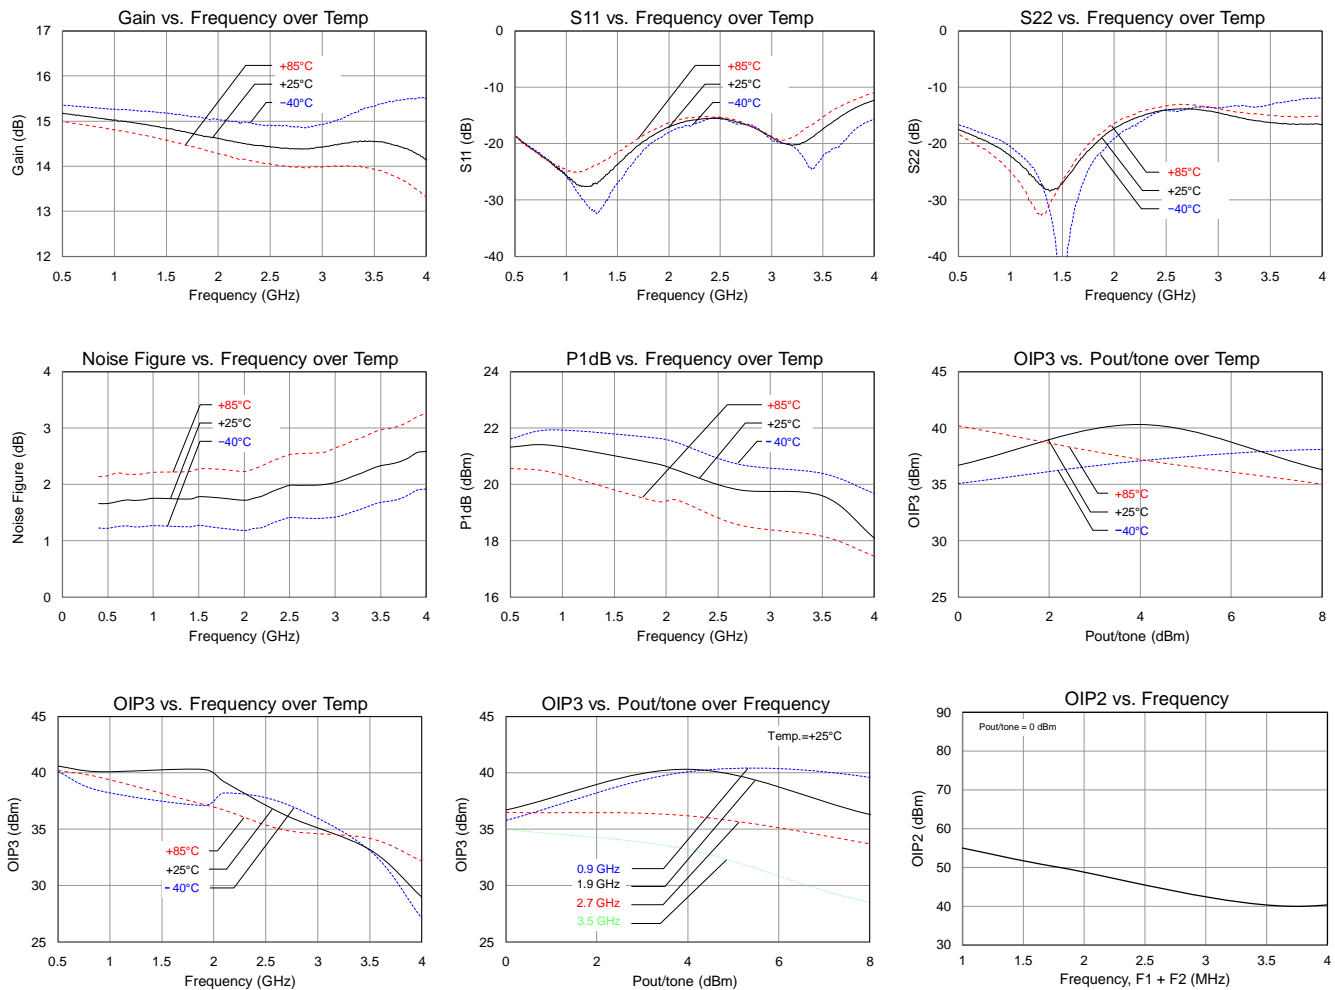 Gain vs. Frequency over Temp
17
16
15
14
13
12
Gain (dB)
+85°C
+25°C
−40°C
0.5 1 1.5 2 2.5 3 3.5 4
Frequency (GHz)
S11 vs. Frequency over Temp
0
-10
-20
-30
-40
S11 (dB)
+85°C
+25°C
−40°C
0.5 1 1.5 2 2.5 3 3.5 4
Frequency (GHz)
S22 vs. Frequency over Temp
0
-10
-20
-30
-40
S22 (dB)
+85°C
+25°C
−40°C
0.5 1 1.5 2 2.5 3 3.5 4
Frequency (GHz)
Noise Figure vs. Frequency over Temp
4
3
2
1
0
Noise Figure (dB)
+85°C
+25°C
−40°C
0 0.5 1.0 1.5 2.0 2.5 3.0 3.5 4
Frequency (GHz)
P1dB vs. Frequency over Temp
24
22
20
18
16
P1dB (dBm)
+85°C
+25°C
−40°C
0.5 1 1.5 2 2.5 3 3.5 4
Frequency (GHz)
OIP3 vs. Pout/tone over Temp
45
40
35
30
25
OIP3 (dBm)
+85°C
+25°C
−40°C
0 2 4 6 8
Pout/tone (dBm)
OIP3 vs. Frequency over Temp
45
40
35
30
25
OIP3 (dBm)
+85°C
+25°C
−40°C
0.5 1 1.5 2 2.5 3 3.5 4
Frequency (GHz)
OIP3 vs. Pout/tone over Frequency
45
40
35
30
25
OIP3 (dBm)
Temp.=+25°C
0.9 GHz
1.9 GHz
2.7 GHz
3.5 GHz
0 2 4 6 8
Pout/tone (dBm)
OIP2 vs. Frequency
90
80
70
60
50
40
30
OIP2 (dBm)
Pout/tone = 0 dBm
1 1.5 2 2.5 3 3.5 4
Frequency, F1 + F2 (MHz)